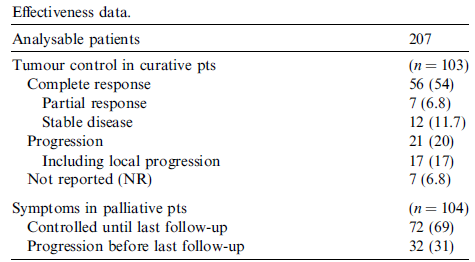 Effectiveness data.
Analysable patients 207
Tumour control in curative pts (n = 103)
Complete response 56 (54)
Partial response 7 (6.8)
Stable disease 12 (11.7)
Progression 21 (20)
Including local progression 17 (17)
Not reported (NR) 7 (6.8)
Symptoms in palliative pts (n = 104)
Controlled until last follow-up 72 (69)
Progression before last follow-up 32 (31)